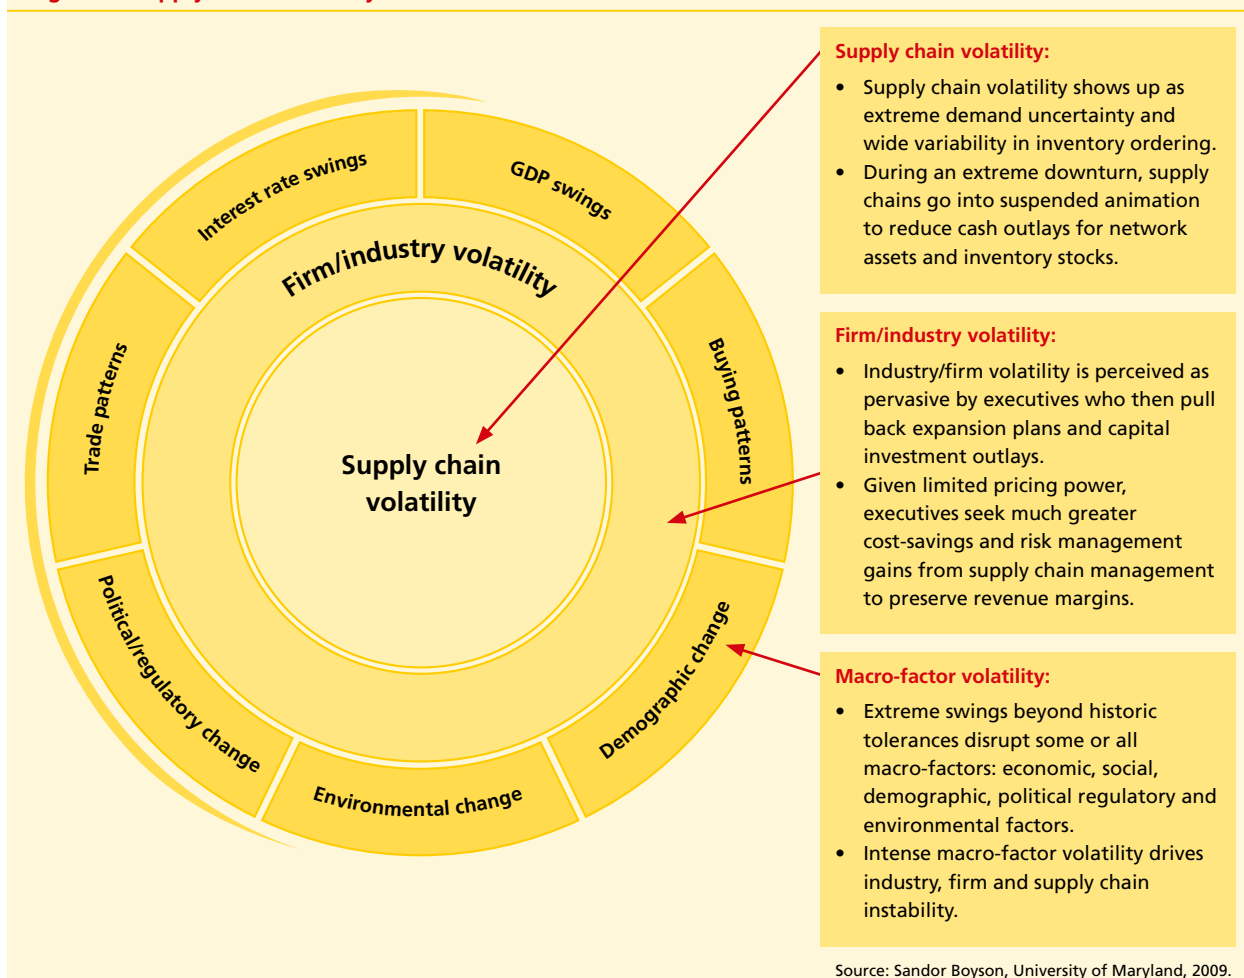 Interest rate swings
GDP swings
Buying patterns
Demographic change
Environmental change
Political/regulatory change
Trade patterns
Firm/industry volatility
Supply chain
volatility
Supply chain volatility:
• Supply chain volatility shows up as
extreme demand uncertainty and
wide variability in inventory ordering.
• During an extreme downturn, supply
chains go into suspended animation
to reduce cash outlays for network
assets and inventory stocks.
Firm/industry volatility:
• Industry/firm volatility is perceived as
pervasive by executives who then pull
back expansion plans and capital
investment outlays.
• Given limited pricing power,
executives seek much greater
cost-savings and risk management
gains from supply chain management
to preserve revenue margins.
Macro-factor volatility:
• Extreme swings beyond historic
tolerances disrupt some or all
macro-factors: economic, social,
demographic, political regulatory and
environmental factors.
• Intense macro-factor volatility drives
industry, firm and supply chain
instability.
Source: Sandor Boyson, University of Maryland, 2009.